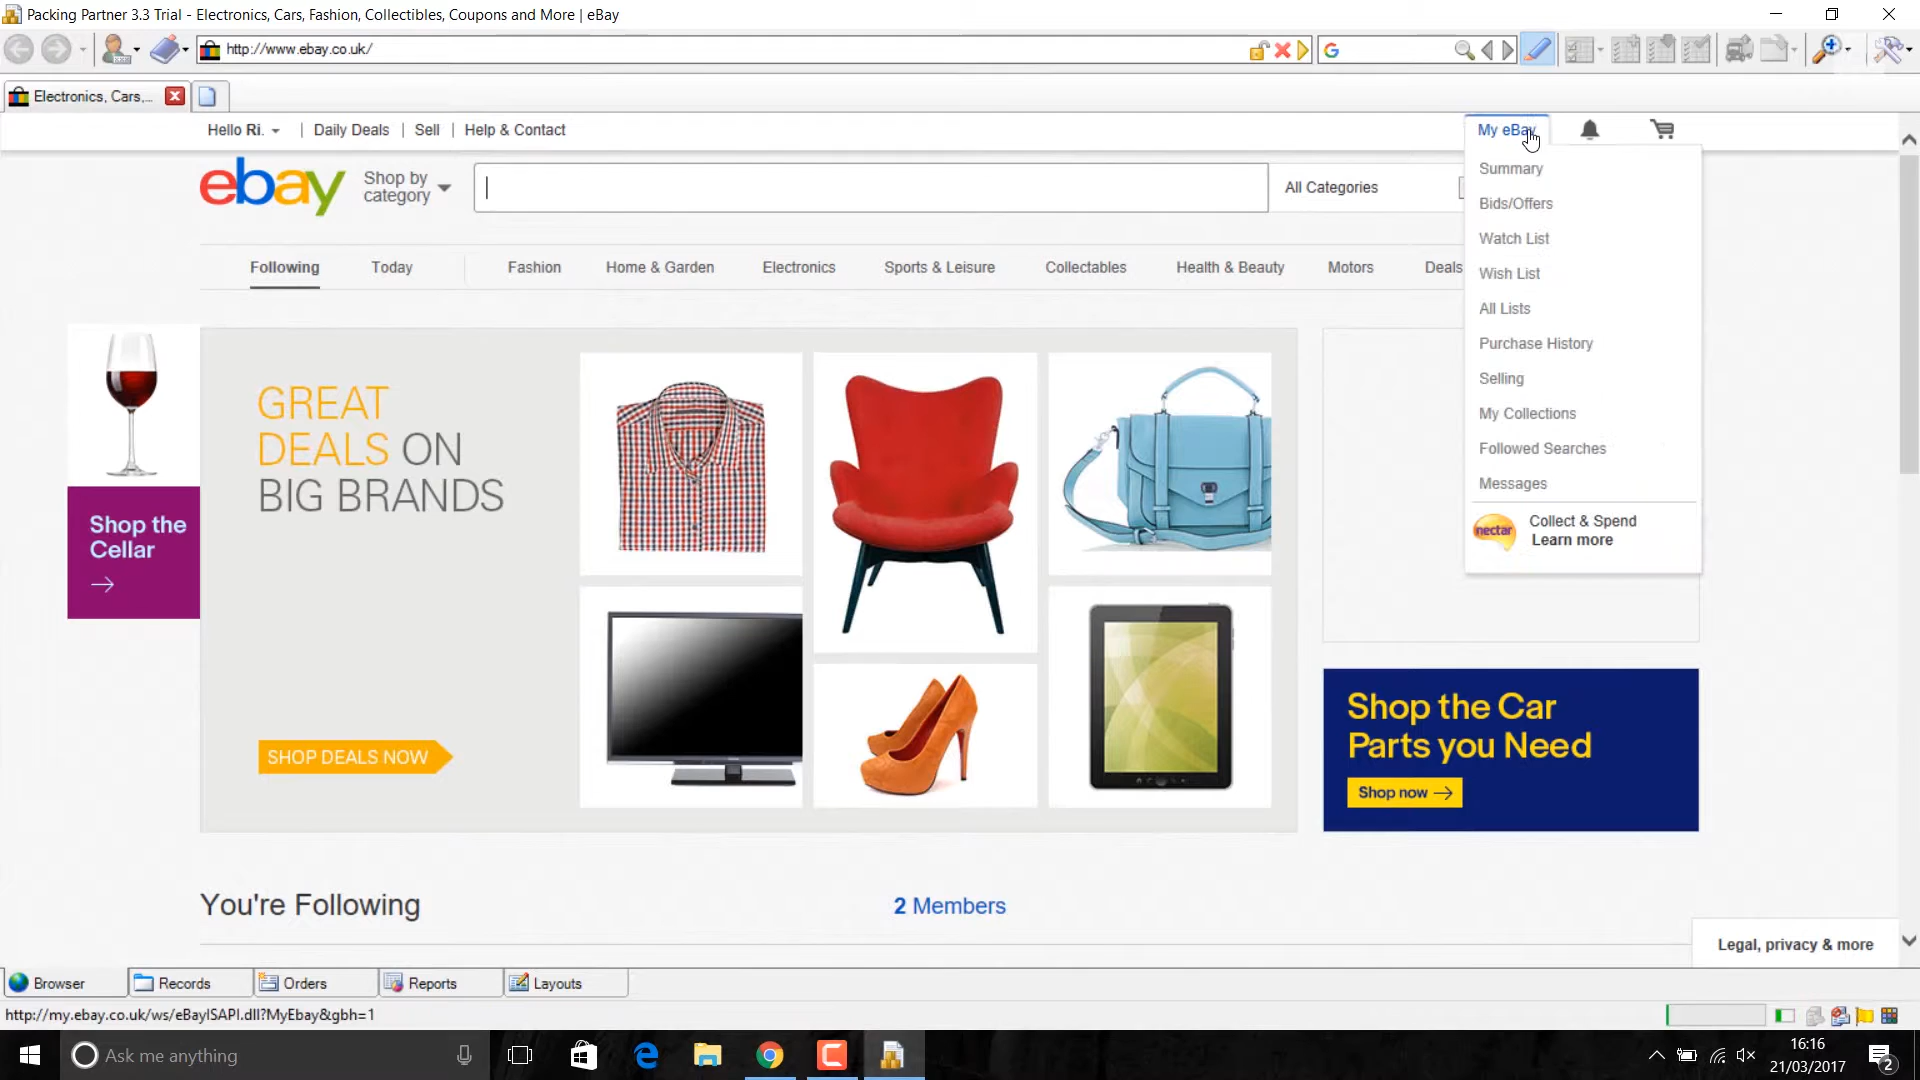 Packing Partner 3.3 Trial - Electronics, Cars, Fashion, Collectibles, Coupons and More | eBay
http://www.ebay.co.uk/
Electronics, Cars,...
Hello Ri.
Daily Deals
Sell
Help & Contact
My eBay
ebay
Shop by
category
All Categories
Summary
Bids/Offers
Watch List
Wish List
All Lists
Purchase History
Selling
My Collections
Followed Searches
Messages
nectar
Collect & Spend
Learn more
Following
Today
Fashion
Home & Garden
Electronics
Sports & Leisure
Collectables
Health & Beauty
Motors
Deals
Shop the
Cellar
GREAT
DEALS ON
BIG BRANDS
SHOP DEALS NOW
Shop the Car
Parts you Need
Shop now
You're Following
2 Members
Legal, privacy & more
Browser
Records
Orders
Reports
Layouts
http://my.ebay.co.uk/ws/eBayISAPI.dll?MyEbay&gbh=1
Ask me anything
16:16
21/03/2017
2